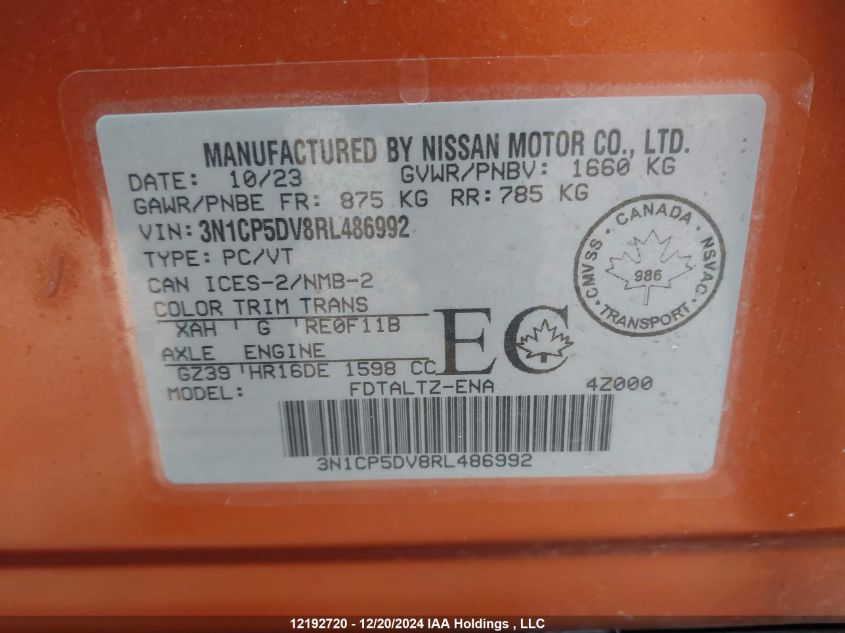 MANUFACTURED BY NISSAN MOTOR CO., LTD.
DATE: 10/23 GVWR/PNBV: 1660 KG
GAWR/PNBE FR: 875 KG RR: 785 KG
VIN: 3N1CP5DV8RL486992
TYPE: PC/VT
CAN ICES-2/NMB-2
COLOR TRIM TRANS
XAH G RE0F11B
AXLE ENGINE
GZ39 HR16DE 1598 CC
MODEL: FDTALTZ-ENA 4Z000
3N1CP5DV8RL486992
EC
CANADA
CMVSS 986 NSVAC
TRANSPORT
12192720 - 12/20/2024 IAA Holdings , LLC